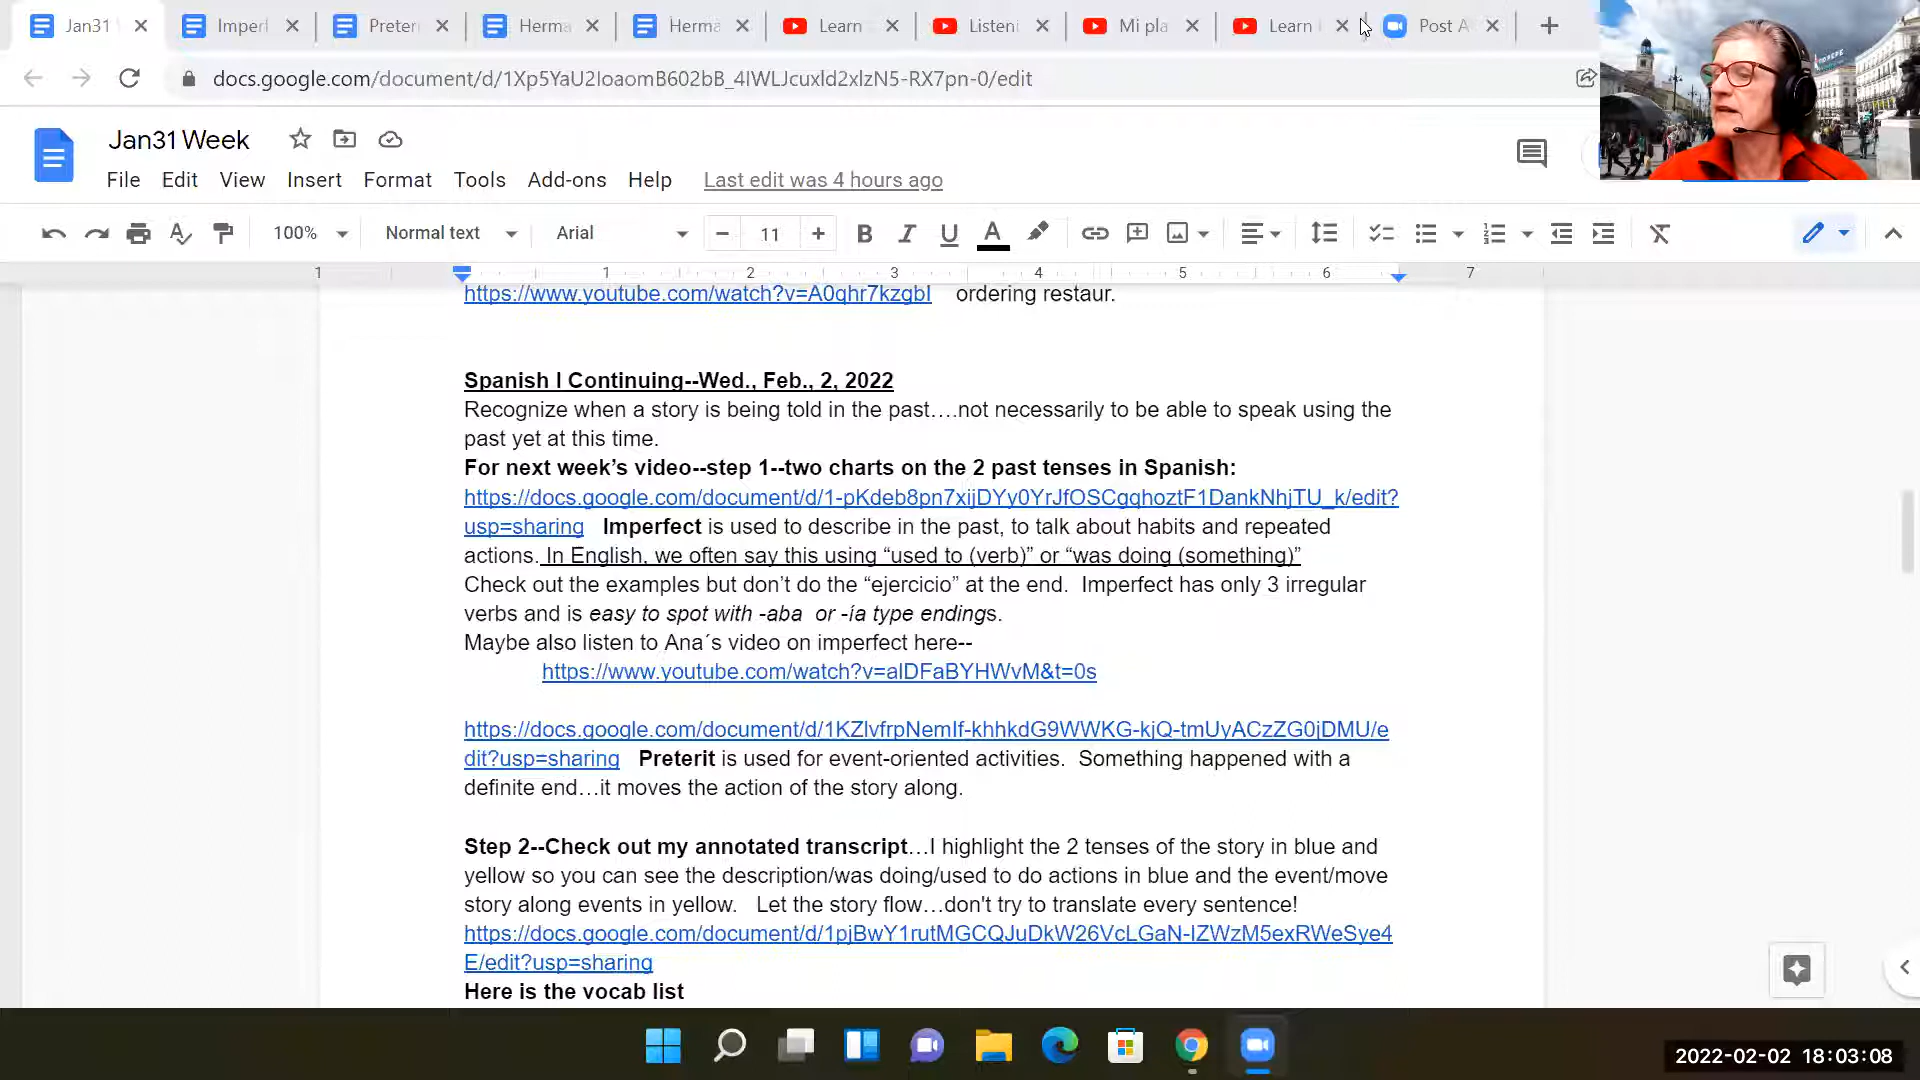 Jan31
Imperf
Preteri
Herma
Herma
Learn
Listeni
Mi pla
Learn
Post A
docs.google.com/document/d/1Xp5YaU2IoaomB602bB_4IWLJcuxld2xlzN5-RX7pn-0/edit
Jan31 Week
File Edit View Insert Format Tools Add-ons Help Last edit was 4 hours ago
100% Normal text Arial 11
1 1 2 3 4 5 6 7
https://www.youtube.com/watch?v=A0qhr7kzgbI ordering restaur.
Spanish I Continuing--Wed., Feb., 2, 2022
Recognize when a story is being told in the past….not necessarily to be able to speak using the
past yet at this time.
For next week’s video--step 1--two charts on the 2 past tenses in Spanish:
https://docs.google.com/document/d/1-pKdeb8pn7xijDYy0YrJfOSCgqhoztF1DankNhjTU_k/edit?
usp=sharing Imperfect is used to describe in the past, to talk about habits and repeated
actions. In English, we often say this using “used to (verb)” or “was doing (something)”
Check out the examples but don’t do the “ejercicio” at the end. Imperfect has only 3 irregular
verbs and is easy to spot with -aba or -ía type endings.
Maybe also listen to Ana´s video on imperfect here--
https://www.youtube.com/watch?v=alDFaBYHWvM&t=0s
https://docs.google.com/document/d/1KZlvfrpNemIf-khhkdG9WWKG-kjQ-tmUyACzZG0jDMU/e
dit?usp=sharing Preterit is used for event-oriented activities. Something happened with a
definite end…it moves the action of the story along.
Step 2--Check out my annotated transcript…I highlight the 2 tenses of the story in blue and
yellow so you can see the description/was doing/used to do actions in blue and the event/move
story along events in yellow. Let the story flow…don't try to translate every sentence!
https://docs.google.com/document/d/1pjBwY1rutMGCQJuDkW26VcLGaN-IZWzM5exRWeSye4
E/edit?usp=sharing
Here is the vocab list
2022-02-02 18:03:08